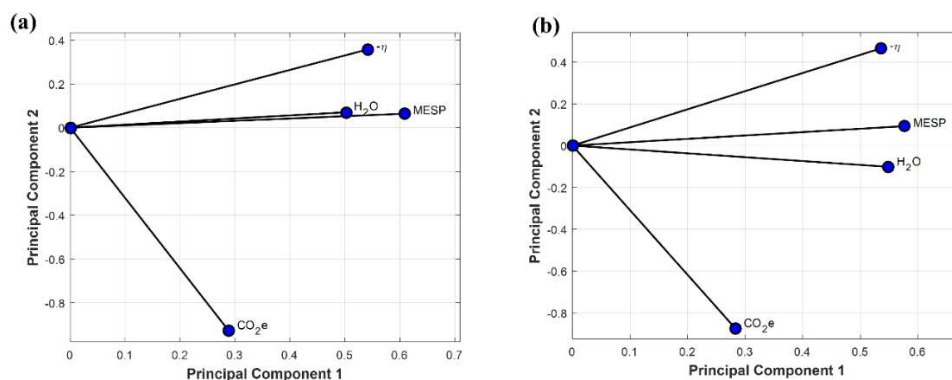 (a)
0.4
0.2
0
-0.2
-0.4
-0.6
-0.8
Principal Component 2
-η
H₂O
MESP
CO₂e
0 0.1 0.2 0.3 0.4 0.5 0.6 0.7
Principal Component 1
(b)
0.4
0.2
0
-0.2
-0.4
-0.6
-0.8
Principal Component 2
-η
MESP
H₂O
CO₂e
0 0.1 0.2 0.3 0.4 0.5 0.6
Principal Component 1